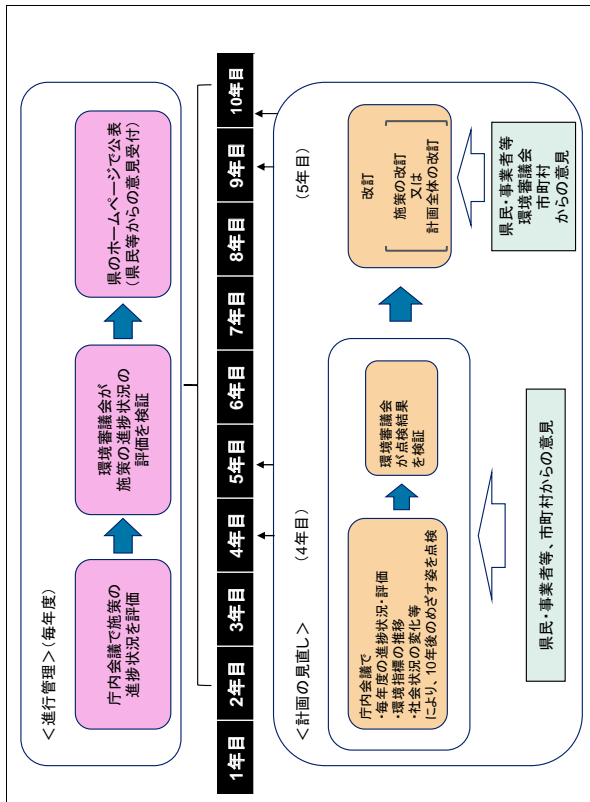 ＜進行管理＞（毎年度）
庁内会議で施策の
進捗状況を評価
環境審議会が
施策の進捗状況の
評価を検証
県のホームページで公表
（県民等からの意見受付）
1年目
2年目
3年目
4年目
5年目
6年目
7年目
8年目
9年目
10年目
＜計画の見直し＞
（4年目）
（5年目）
庁内会議で
・毎年度の進捗状況・評価
・環境指標の推移
・社会状況の変化等
により、10年後のめざす姿を点検
環境審議会
が点検結果
を検証
改訂
施策の改訂
又は
計画全体の改訂
県民・事業者等、市町村からの意見
県民・事業者等
環境審議会
市町村
からの意見